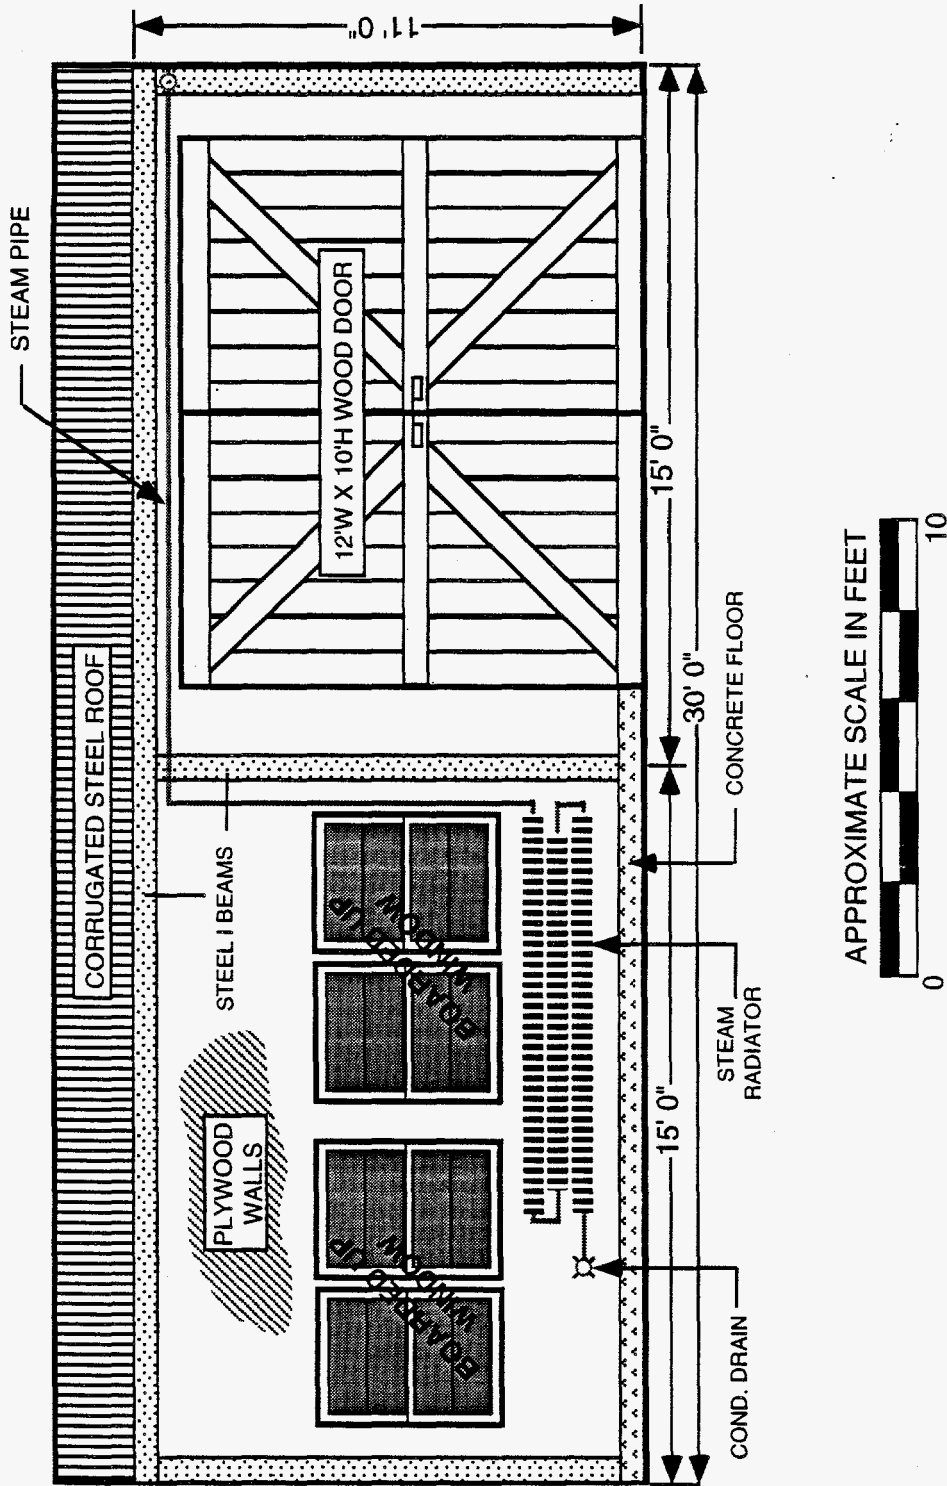 CORRUGATED STEEL ROOF
STEAM PIPE
11' 0"
STEEL I BEAMS
PLYWOOD
WALLS
12'W X 10'H WOOD DOOR
BOARDED UP
WINDOW
BOARDED UP
WINDOW
COND. DRAIN
STEAM
RADIATOR
CONCRETE FLOOR
15' 0"
15' 0"
30' 0"
APPROXIMATE SCALE IN FEET
0
10